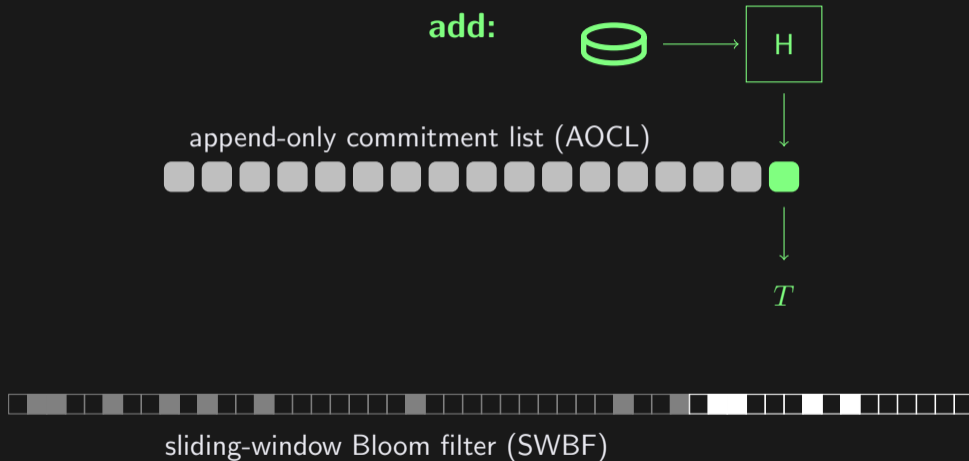 add:
H
append-only commitment list (AOCL)
T
sliding-window Bloom filter (SWBF)